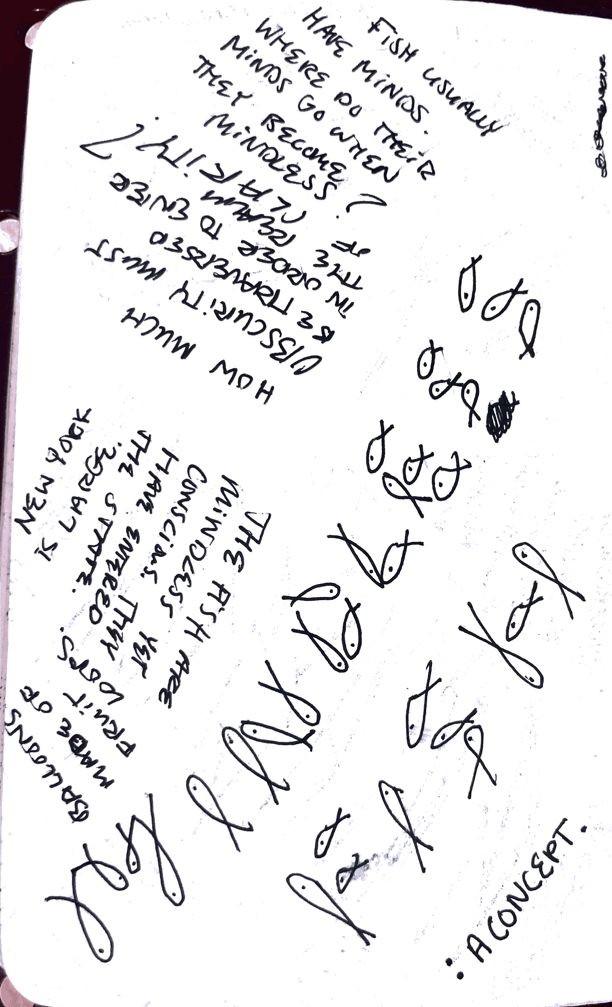 FISH USUALLY
HAVE MINDS.
WHERE DO THEIR
MINDS GO WHEN
THEY BECOME
MINDLESS
?
HOW MUCH
OBSCURITY MUST
BE TRAVERSED
IN ORDER TO ENTER
THE REALM
OF CLARITY?
THE FISH ARE
MINDLESS YET
CONSCIOUS. THEY
HAVE ENTERED
THE STATE.
NEW YORK
IS LARGE.
BALLOONS
MADE OF
FRUIT LOOPS.
: A CONCEPT.